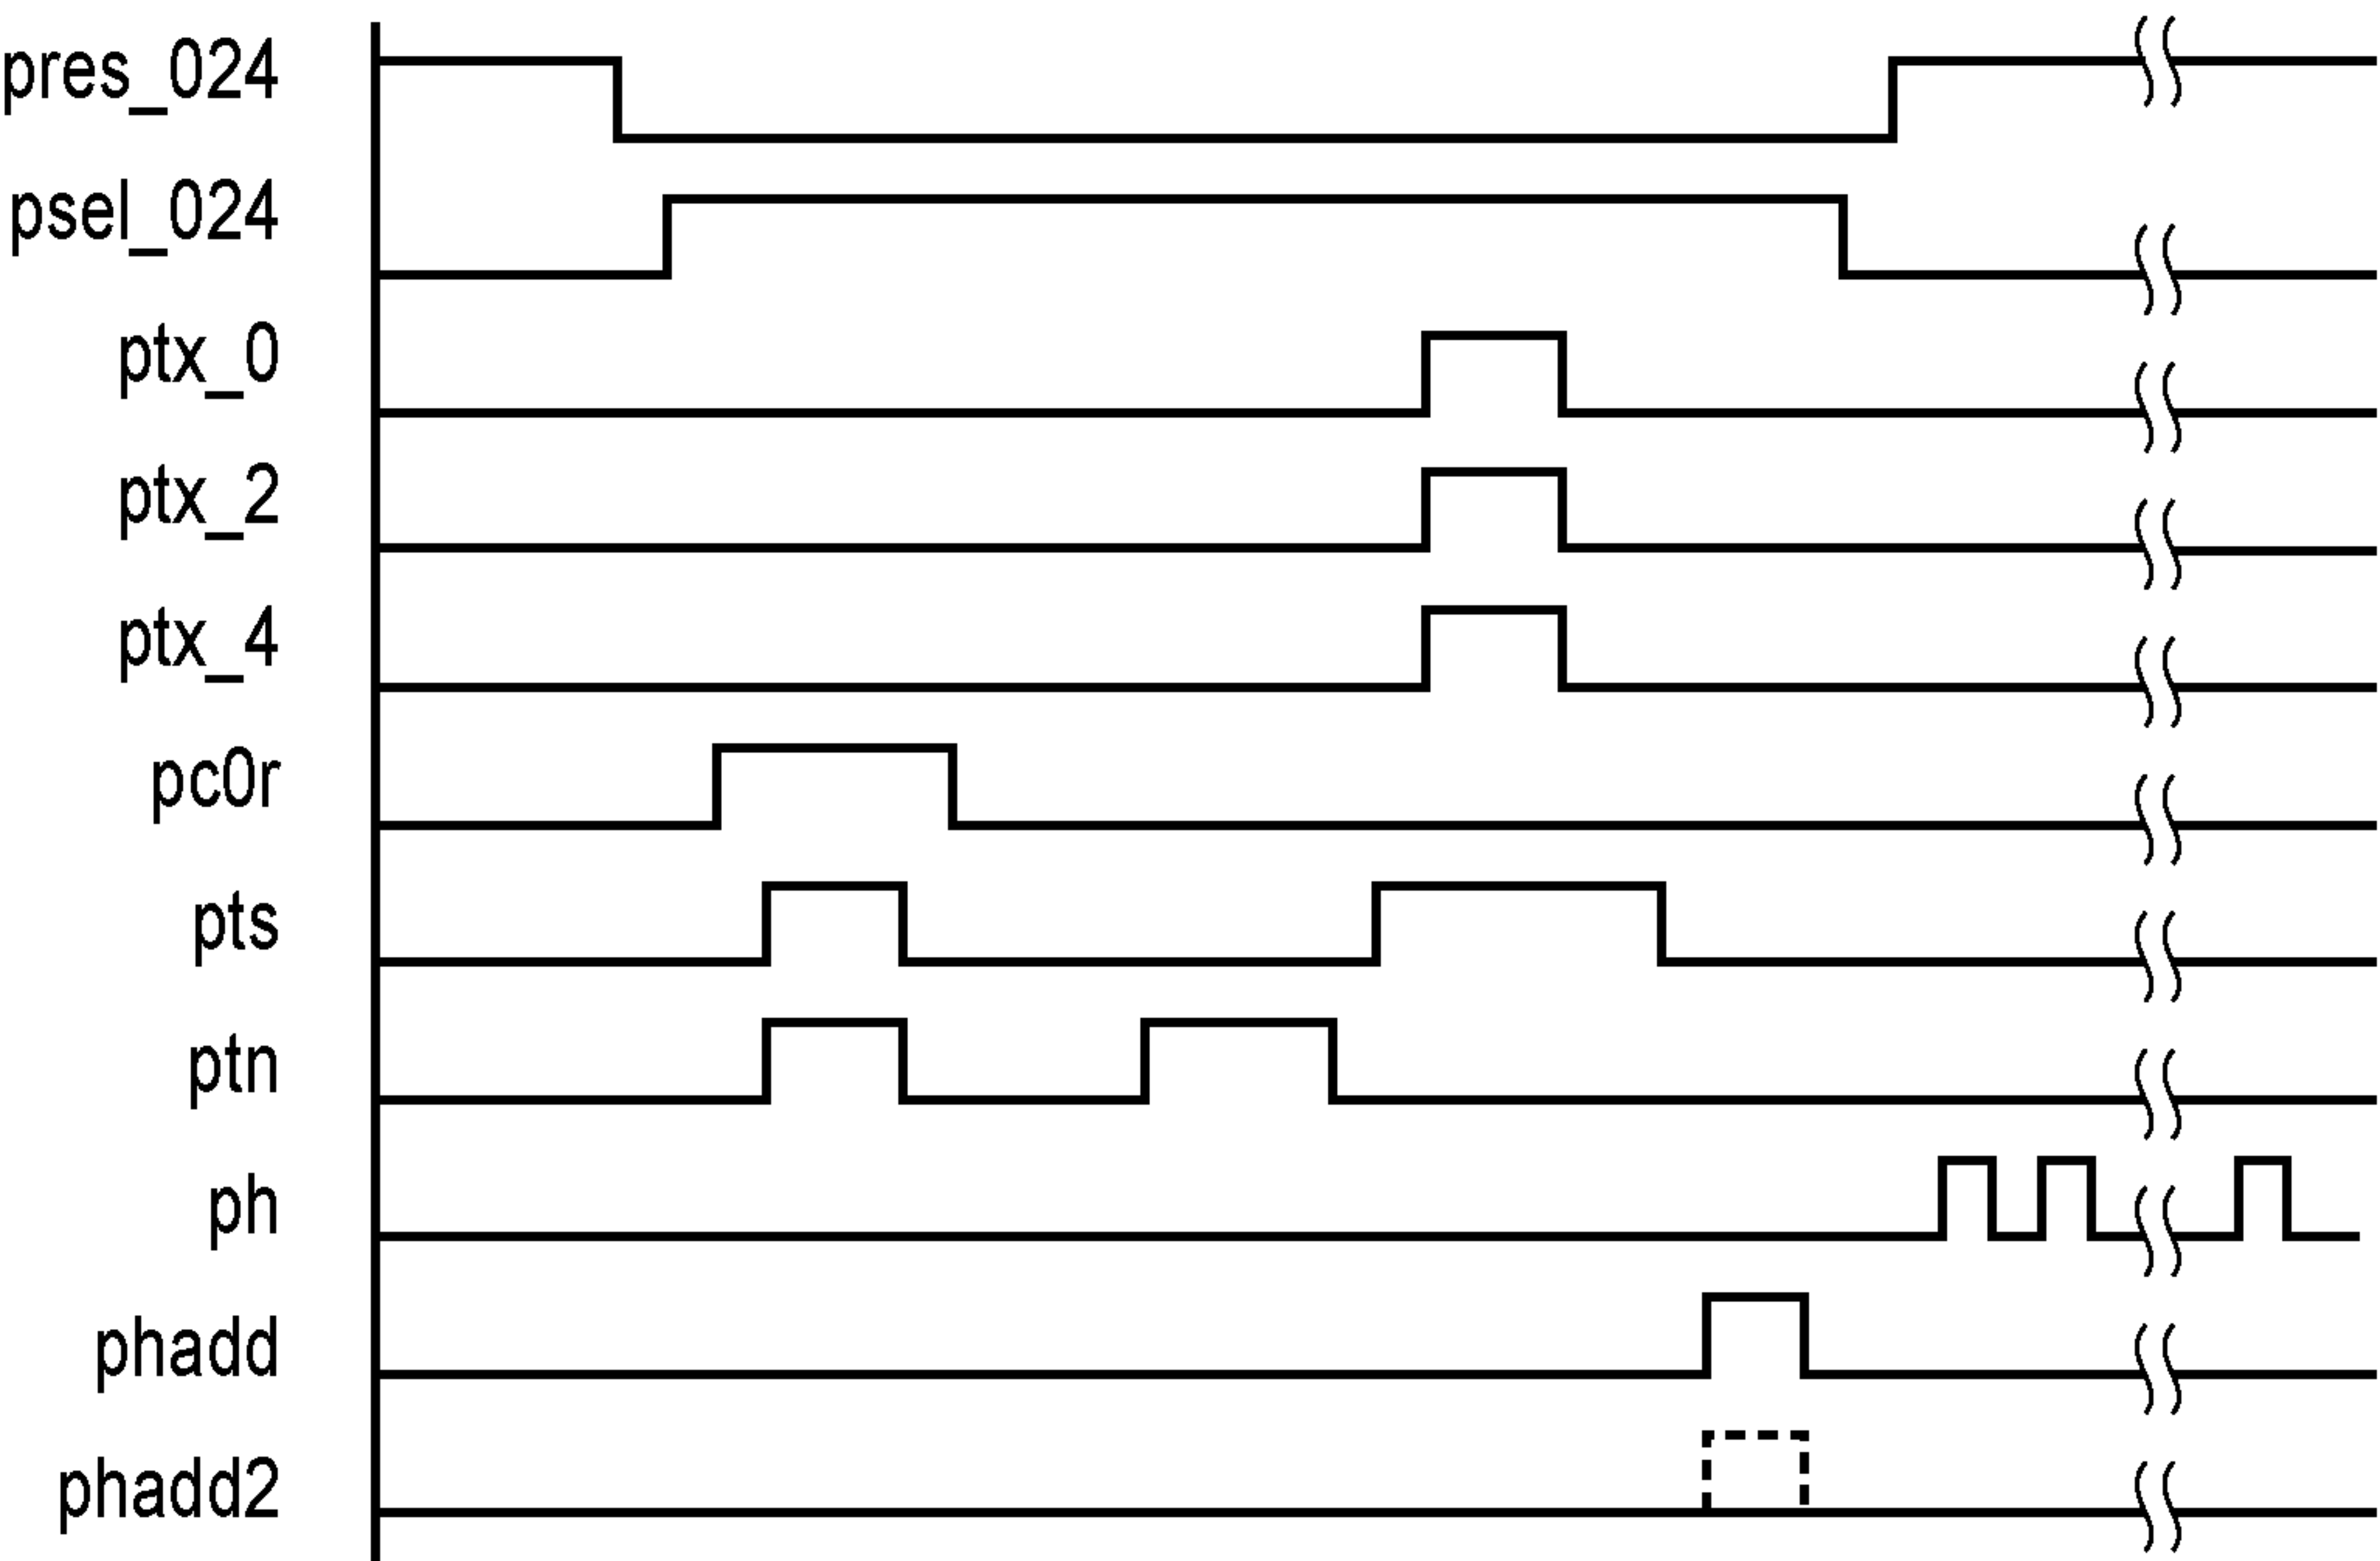 pres_024
psel_024
ptx_0
ptx_2
ptx_4
pc0r
pts
ptn
ph
phadd
phadd2